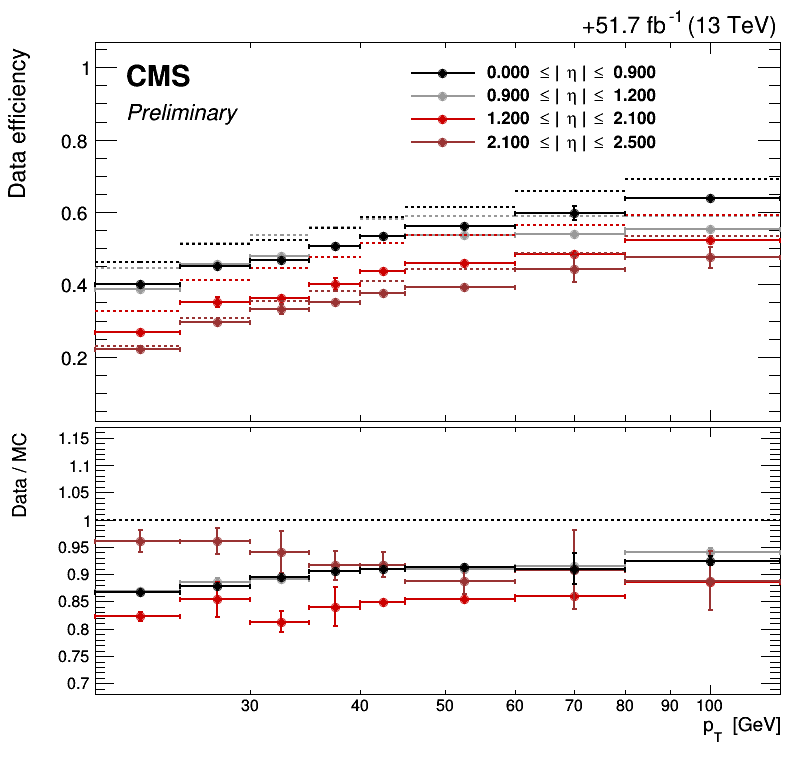 +51.7 fb⁻¹ (13 TeV)
CMS
Preliminary
0.000 ≤| η | ≤ 0.900
0.900 ≤| η | ≤ 1.200
1.200 ≤| η | ≤ 2.100
2.100 ≤| η | ≤ 2.500
Data efficiency
1
0.8
0.6
0.4
0.2
Data / MC
1.15
1.1
1.05
1
0.95
0.9
0.85
0.8
0.75
0.7
30 40 50 60 70 80 90 100
p_T [GeV]